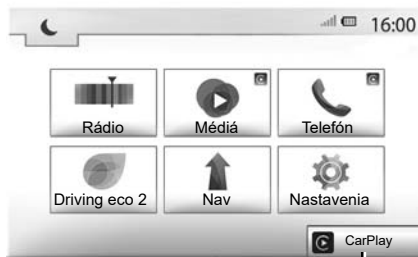 16:00
Rádio
Médiá
Telefón
Driving eco 2
Nav
Nastavenia
CarPlay